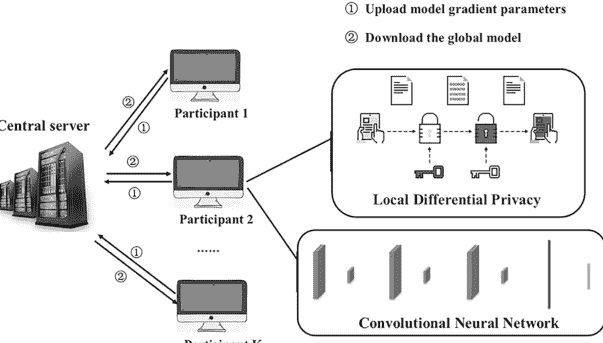 ① Upload model gradient parameters
② Download the global model
Central server
②
①
Participant 1
②
①
Participant 2
......
①
②
Participant K
Local Differential Privacy
Convolutional Neural Network